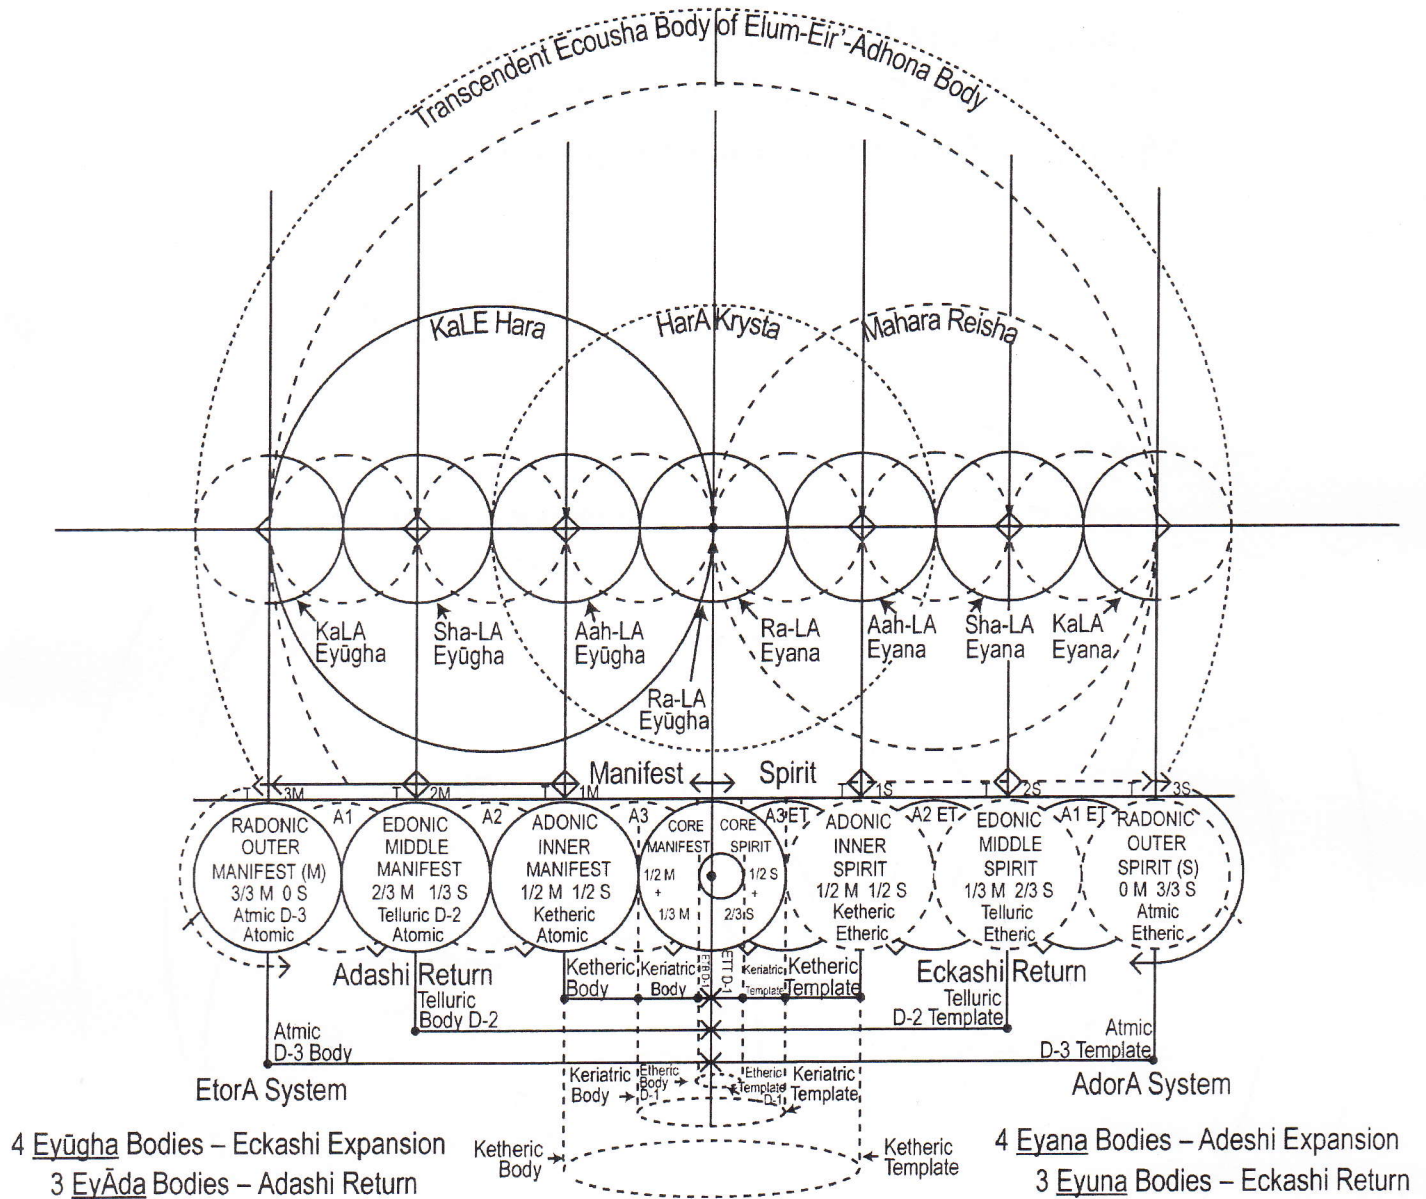 Transcendent Ecousha Body of Elum-Eir'-Adhona Body
KaLE Hara
HarA Krysta
Mahara Reisha
KaLA
Eyūgha
Sha-LA
Eyūgha
Aah-LA
Eyūgha
Ra-LA
Eyūgha
Ra-LA
Eyana
Aah-LA
Eyana
Sha-LA
Eyana
KaLA
Eyana
Manifest
Spirit
T 3M
T 2M
T 1M
T 1S
T 2S
T 3S
A1
A2
A3
A3 ET
A2 ET
A1 ET
RADONIC
OUTER
MANIFEST (M)
3/3 M 0 S
Atmic D-3
Atomic
EDONIC
MIDDLE
MANIFEST
2/3 M 1/3 S
Telluric D-2
Atomic
ADONIC
INNER
MANIFEST
1/2 M 1/2 S
Ketheric
Atomic
CORE
MANIFEST
1/2 M
+
1/3 M
CORE
SPIRIT
1/2 S
+
2/3 S
ADONIC
INNER
SPIRIT
1/2 M 1/2 S
Ketheric
Etheric
EDONIC
MIDDLE
SPIRIT
1/3 M 2/3 S
Telluric
Etheric
RADONIC
OUTER
SPIRIT (S)
0 M 3/3 S
Atmic
Etheric
Adashi Return
Eckashi Return
Ketheric
Body
Keriatric
Body
ETB D-1
ETT D-1
Keriatric
Template
Ketheric
Template
Telluric
Body D-2
Telluric
D-2 Template
Atmic
D-3 Body
Atmic
D-3 Template
EtorA System
AdorA System
Keriatric
Body
Etheric
Body
D-1
Etheric
Template
D-1
Keriatric
Template
Ketheric
Body
Ketheric
Template
4 Eyūgha Bodies – Eckashi Expansion
3 EyĀda Bodies – Adashi Return
4 Eyana Bodies – Adeshi Expansion
3 Eyuna Bodies – Eckashi Return